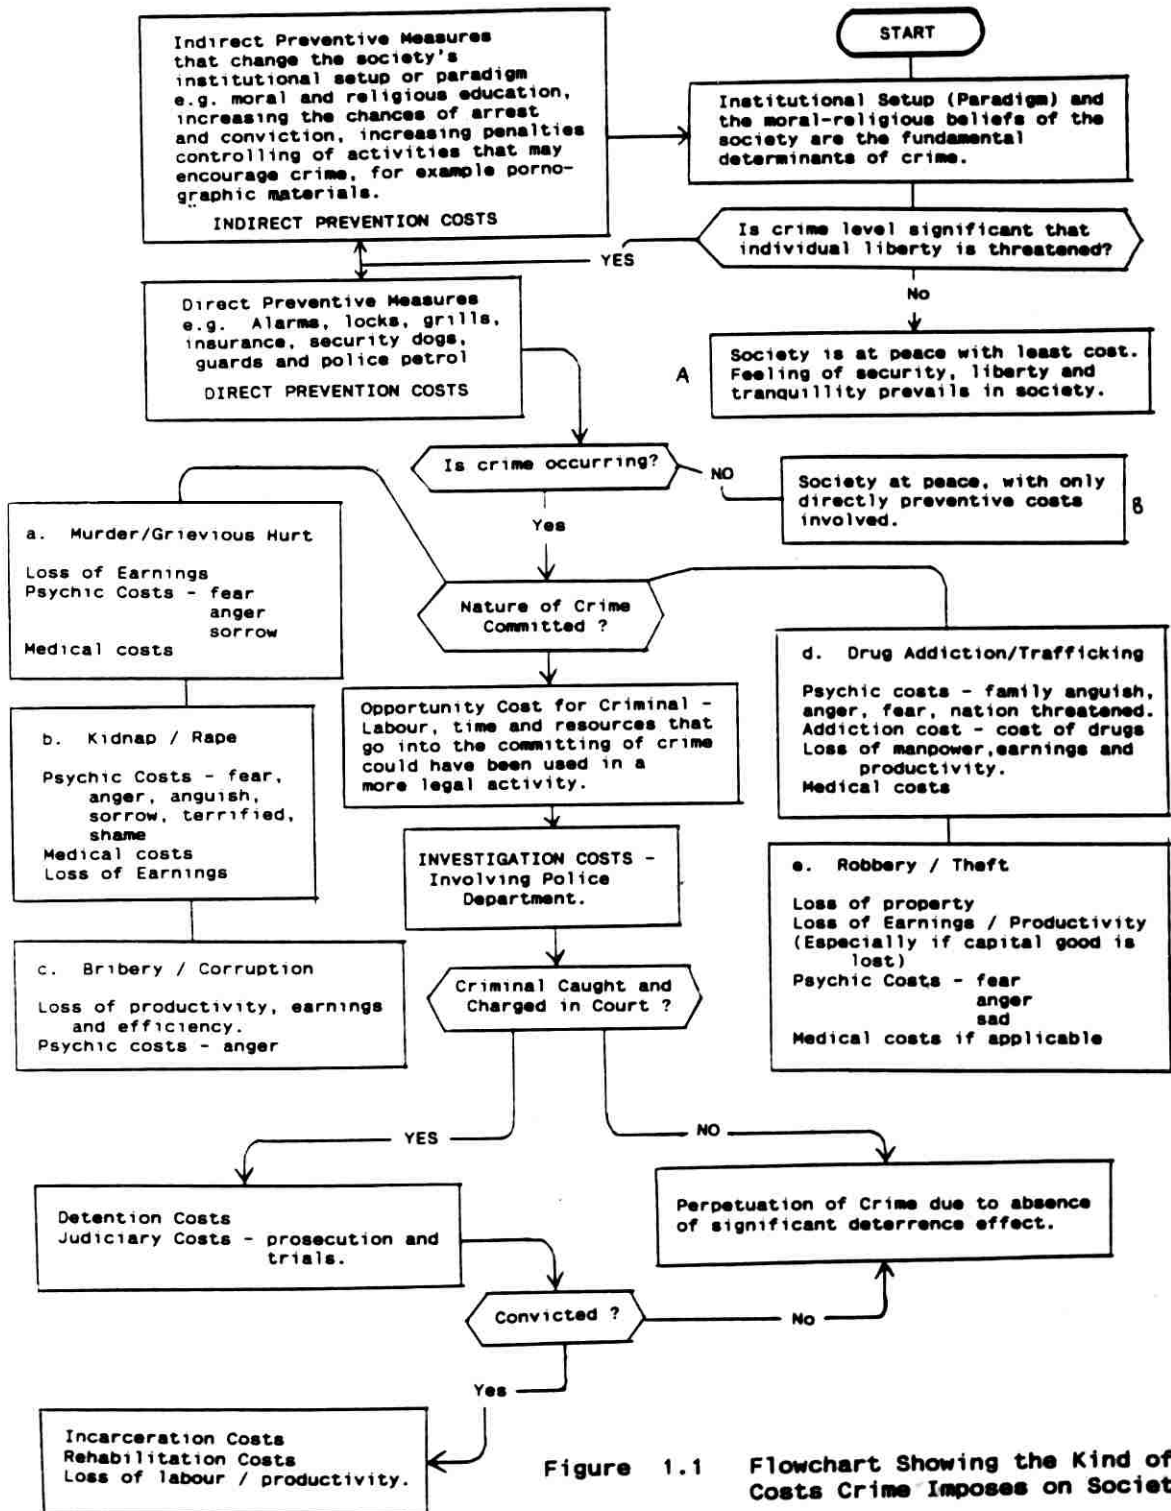 START
Indirect Preventive Measures
that change the society's
institutional setup or paradigm
e.g. moral and religious education,
increasing the chances of arrest
and conviction, increasing penalties
controlling of activities that may
encourage crime, for example porno-
graphic materials.
INDIRECT PREVENTION COSTS
Institutional Setup (Paradigm) and
the moral-religious beliefs of the
society are the fundamental
determinants of crime.
Is crime level significant that
individual liberty is threatened?
YES
No
Direct Preventive Measures
e.g. Alarms, locks, grills,
insurance, security dogs,
guards and police petrol
DIRECT PREVENTION COSTS
A
Society is at peace with least cost.
Feeling of security, liberty and
tranquillity prevails in society.
Is crime occurring?
NO
Society at peace, with only
directly preventive costs
involved.
B
Yes
a. Murder/Grievious Hurt
Loss of Earnings
Psychic Costs - fear
anger
sorrow
Medical costs
Nature of Crime
Committed ?
d. Drug Addiction/Trafficking
Psychic costs - family anguish,
anger, fear, nation threatened.
Addiction cost - cost of drugs
Loss of manpower,earnings and
productivity.
Medical costs
b. Kidnap / Rape
Psychic Costs - fear,
anger, anguish,
sorrow, terrified,
shame
Medical costs
Loss of Earnings
Opportunity Cost for Criminal -
Labour, time and resources that
go into the committing of crime
could have been used in a
more legal activity.
INVESTIGATION COSTS -
Involving Police
Department.
e. Robbery / Theft
Loss of property
Loss of Earnings / Productivity
(Especially if capital good is
lost)
Psychic Costs - fear
anger
sad
Medical costs if applicable
c. Bribery / Corruption
Loss of productivity, earnings
and efficiency.
Psychic costs - anger
Criminal Caught and
Charged in Court ?
YES
NO
Detention Costs
Judiciary Costs - prosecution and
trials.
Perpetuation of Crime due to absence
of significant deterrence effect.
Convicted ?
No
Yes
Incarceration Costs
Rehabilitation Costs
Loss of labour / productivity.
Figure 1.1 Flowchart Showing the Kind of
Costs Crime Imposes on Societ